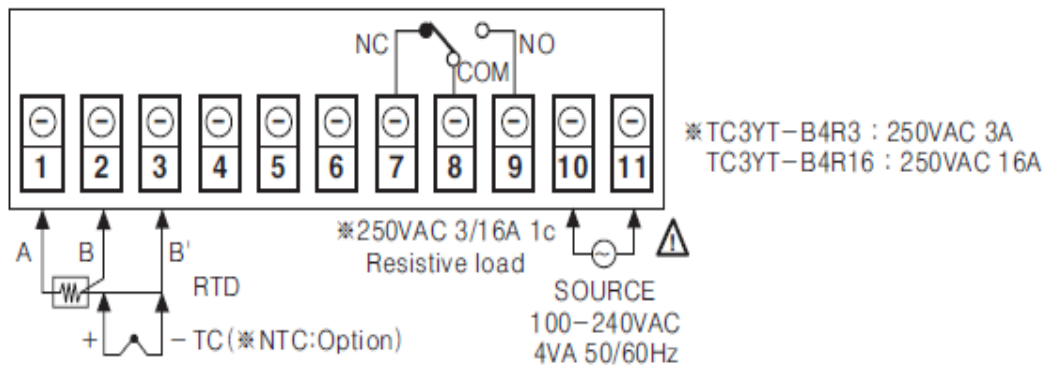 NC
NO
COM
1 2 3 4 5 6 7 8 9 10 11
※TC3YT-B4R3 : 250VAC 3A
TC3YT-B4R16 : 250VAC 16A
A B B'
※250VAC 3/16A 1c
Resistive load
RTD
SOURCE
100-240VAC
4VA 50/60Hz
+ - TC(※NTC:Option)